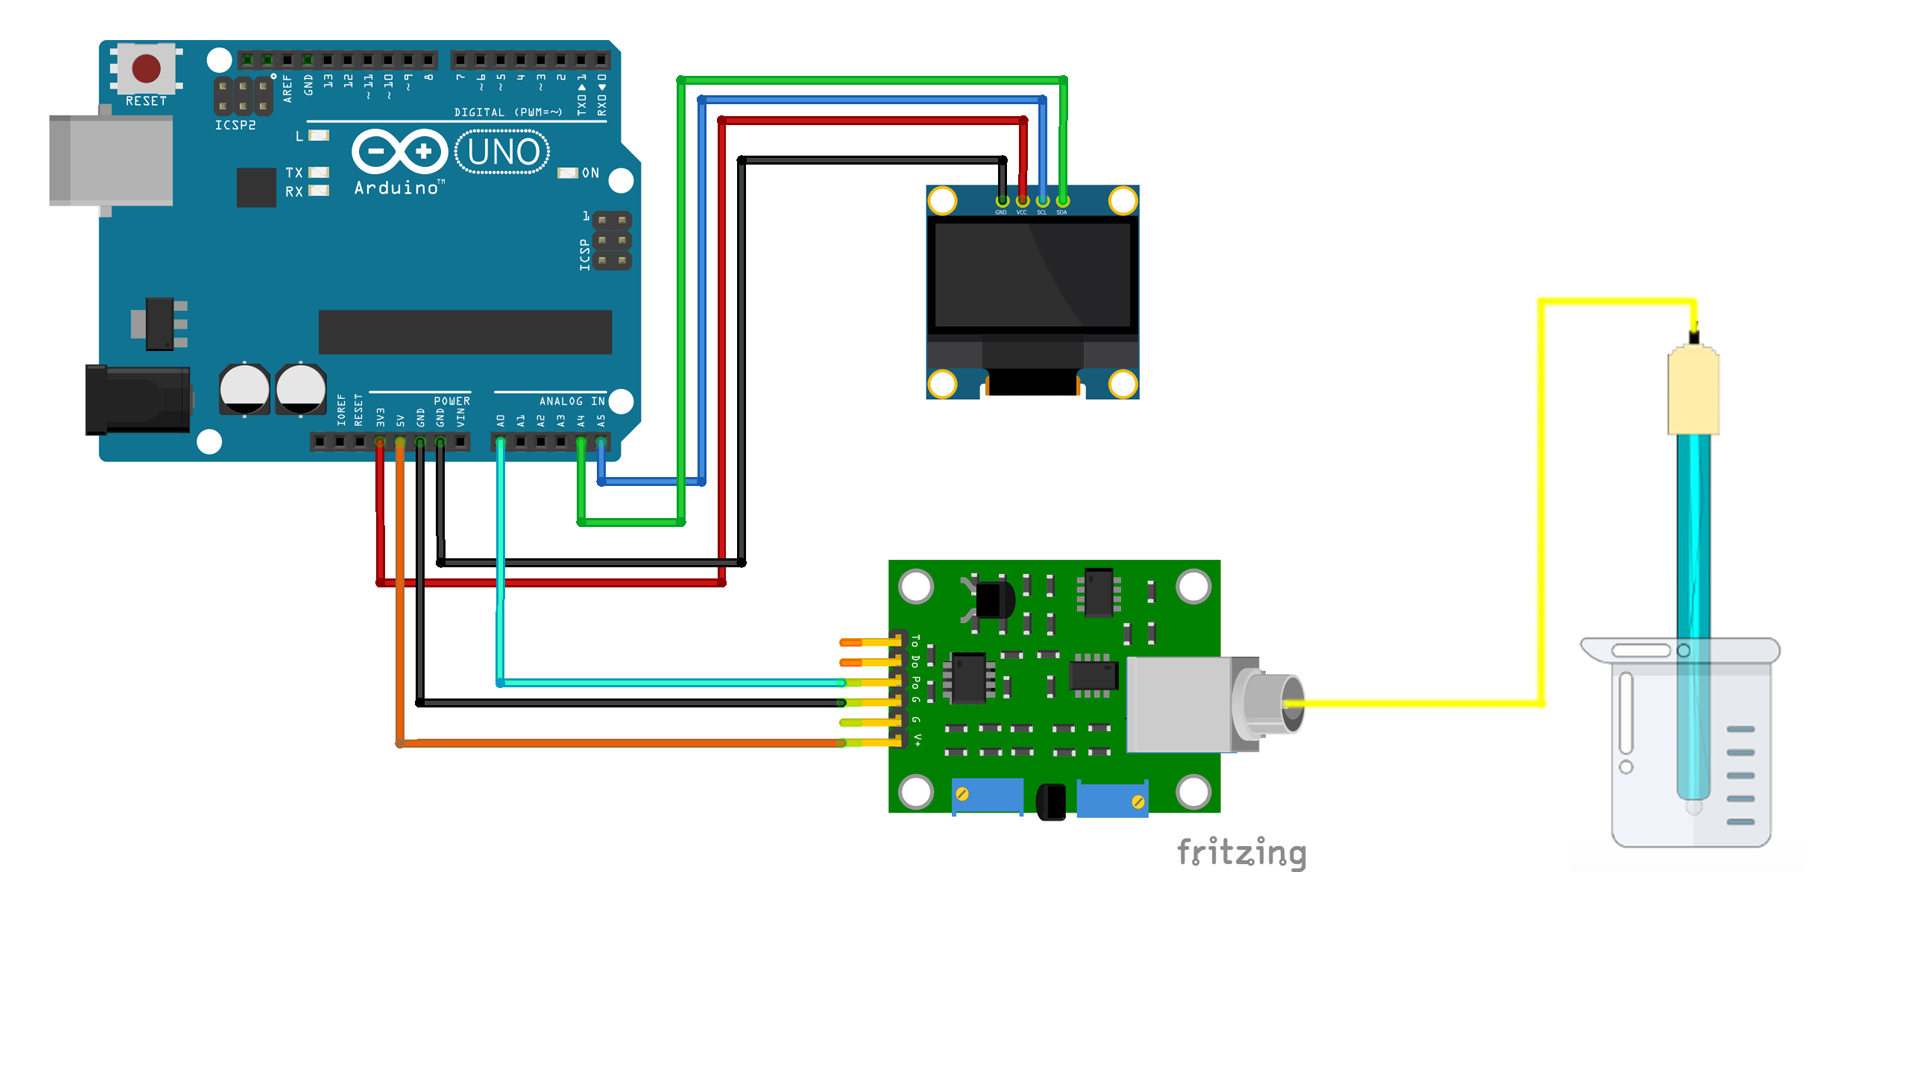 RESET
ICSP2
AREF
GND
13
12
~11
~10
~9
8
7
~6
~5
4
~3
2
TX0▶1
RX0◀0
DIGITAL (PWM=~)
L
TX
RX
Arduino™
UNO
ON
1
ICSP
IOREF
RESET
3V3
5V
GND
GND
VIN
POWER
A0
A1
A2
A3
A4
A5
ANALOG IN
GND VCC SCL SDA
To
Do
Po
G
G
V+
fritzing